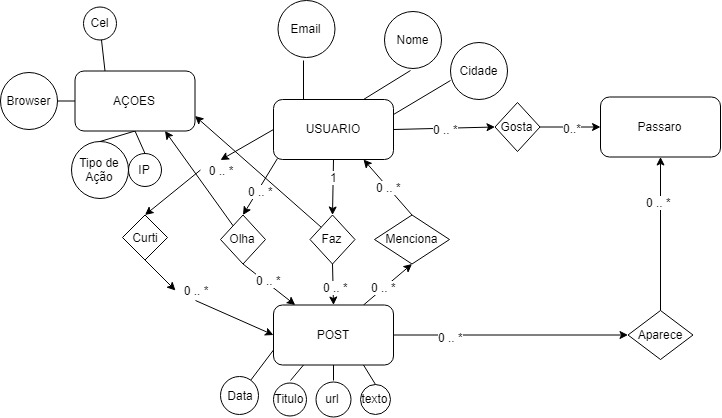 Cel
Email
Nome
Cidade
Browser
AÇOES
USUARIO
0 .. *
Gosta
0..*
Passaro
Tipo de
Ação
IP
0 .. *
0 .. *
1
0 .. *
0 .. *
Curti
Olha
Faz
Menciona
0 .. *
0 .. *
0 .. *
0 .. *
POST
0 .. *
Aparece
Data
Titulo
url
texto